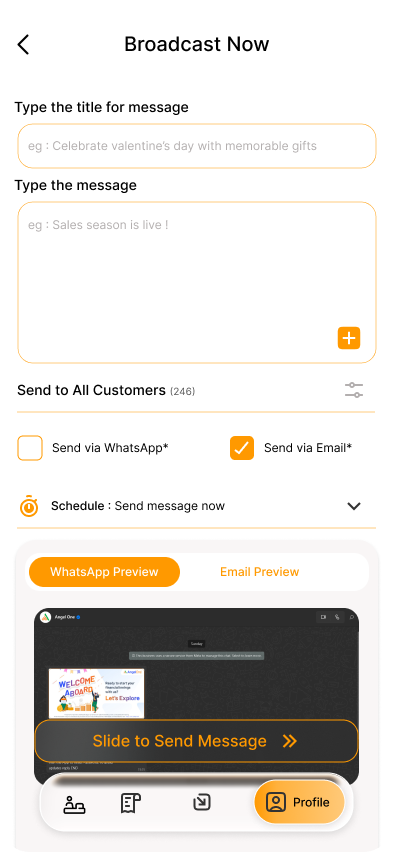 Broadcast Now
Type the title for message
eg : Celebrate valentine's day with memorable gifts
Type the message
eg : Sales season is live !
Send to All Customers (246)
Send via WhatsApp*
Send via Email*
Schedule : Send message now
WhatsApp Preview
Email Preview
Angel One
WELCOME
ABOARD
Ready to start your
financial innings
with us?
Let's Explore
Slide to Send Message
Profile